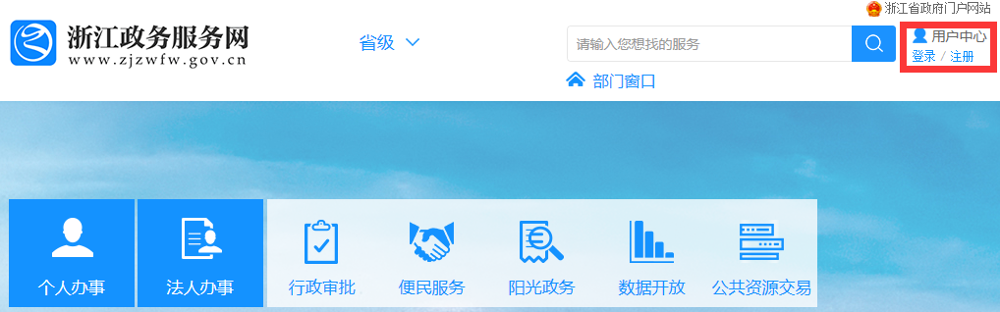 浙江省政府门户网站
浙江政务服务网
www.zjzwfw.gov.cn
省级
请输入您想找的服务
用户中心
登录 / 注册
部门窗口
个人办事
法人办事
行政审批
便民服务
阳光政务
数据开放
公共资源交易